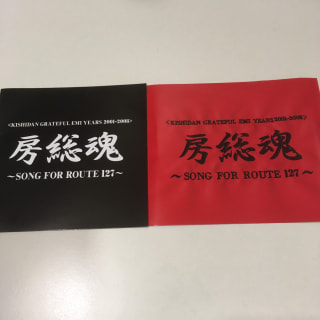 <KISHIDAN GRATEFUL EMI YEARS 2001-2008>
房総魂
～SONG FOR ROUTE 127～
<KISHIDAN GRATEFUL EMI YEARS 2001-2008>
房総魂
～SONG FOR ROUTE 127～